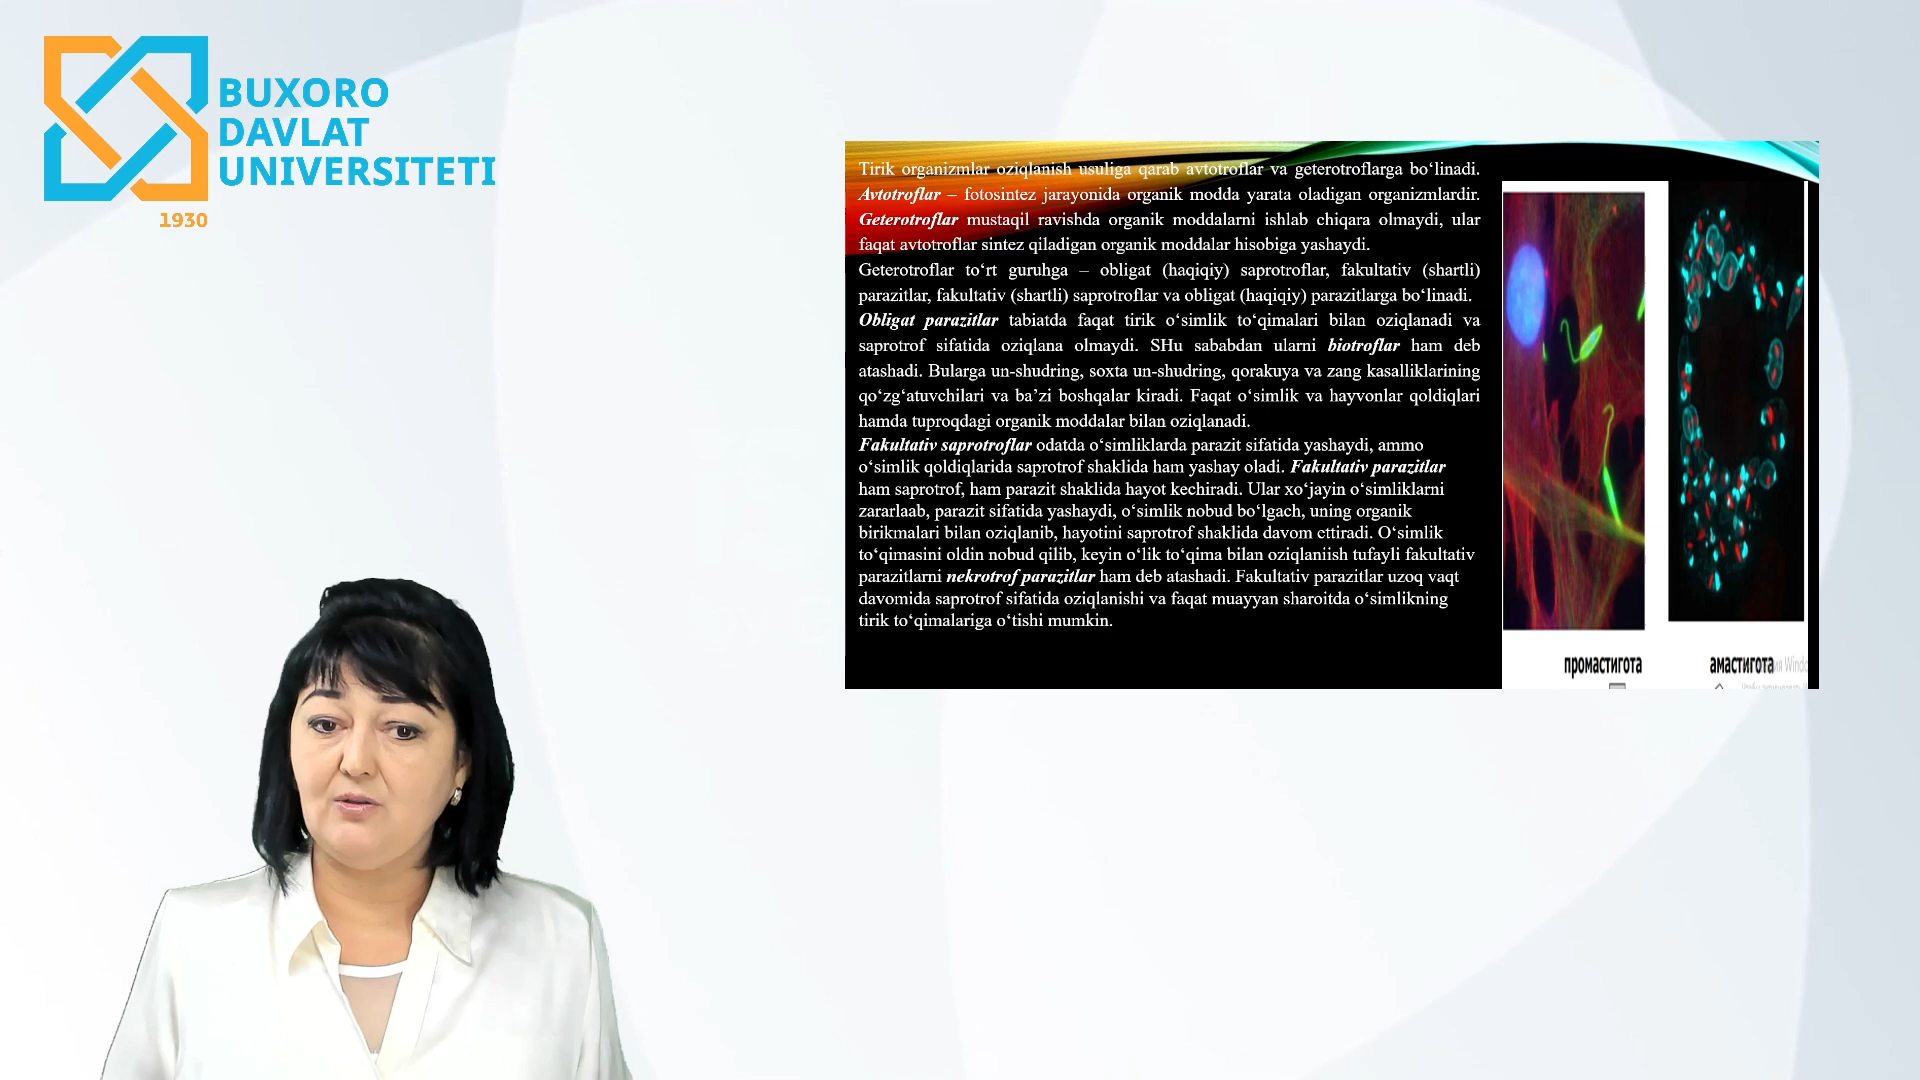 BUXORO
DAVLAT
UNIVERSITETI
1930
Tirik organizmlar oziqlanish usuliga qarab avtotroflar va geterotroflarga bo‘linadi.
Avtotroflar – fotosintez jarayonida organik modda yarata oladigan organizmlardir.
Geterotroflar mustaqil ravishda organik moddalarni ishlab chiqara olmaydi, ular
faqat avtotroflar sintez qiladigan organik moddalar hisobiga yashaydi.
Geterotroflar to‘rt guruhga – obligat (haqiqiy) saprotroflar, fakultativ (shartli)
parazitlar, fakultativ (shartli) saprotroflar va obligat (haqiqiy) parazitlarga bo‘linadi.
Obligat parazitlar tabiatda faqat tirik o‘simlik to‘qimalari bilan oziqlanadi va
saprotrof sifatida oziqlana olmaydi. SHu sababdan ularni biotroflar ham deb
atashadi. Bularga un-shudring, soxta un-shudring, qorakuya va zang kasalliklarining
qo‘zg‘atuvchilari va ba’zi boshqalar kiradi. Faqat o‘simlik va hayvonlar qoldiqlari
hamda tuproqdagi organik moddalar bilan oziqlanadi.
Fakultativ saprotroflar odatda o‘simliklarda parazit sifatida yashaydi, ammo
o‘simlik qoldiqlarida saprotrof shaklida ham yashay oladi. Fakultativ parazitlar
ham saprotrof, ham parazit shaklida hayot kechiradi. Ular xo‘jayin o‘simliklarni
zararlaab, parazit sifatida yashaydi, o‘simlik nobud bo‘lgach, uning organik
birikmalari bilan oziqlanib, hayotini saprotrof shaklida davom ettiradi. O‘simlik
to‘qimasini oldin nobud qilib, keyin o‘lik to‘qima bilan oziqlaniish tufayli fakultativ
parazitlarni nekrotrof parazitlar ham deb atashadi. Fakultativ parazitlar uzoq vaqt
davomida saprotrof sifatida oziqlanishi va faqat muayyan sharoitda o‘simlikning
tirik to‘qimalariga o‘tishi mumkin.
промастигота
амастигота